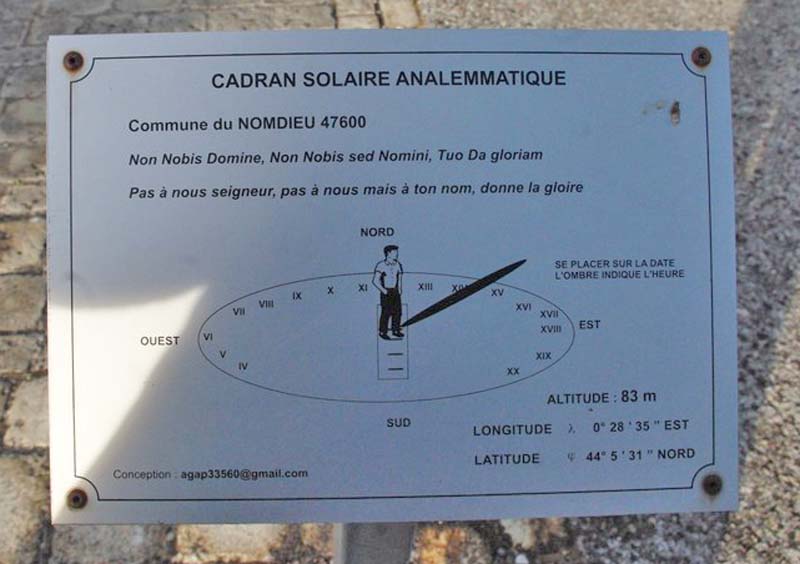 CADRAN SOLAIRE ANALEMMATIQUE
Commune du NOMDIEU 47600
Non Nobis Domine, Non Nobis sed Nomini, Tuo Da gloriam
Pas à nous seigneur, pas à nous mais à ton nom, donne la gloire
NORD
SE PLACER SUR LA DATE
L'OMBRE INDIQUE L'HEURE
IV V VI VII VIII IX X XI XIII XV XVI XVII XVIII XIX XX
OUEST
EST
SUD
ALTITUDE : 83 m
LONGITUDE λ 0° 28 ' 35 " EST
LATITUDE φ 44° 5 ' 31 " NORD
Conception : agap33560@gmail.com